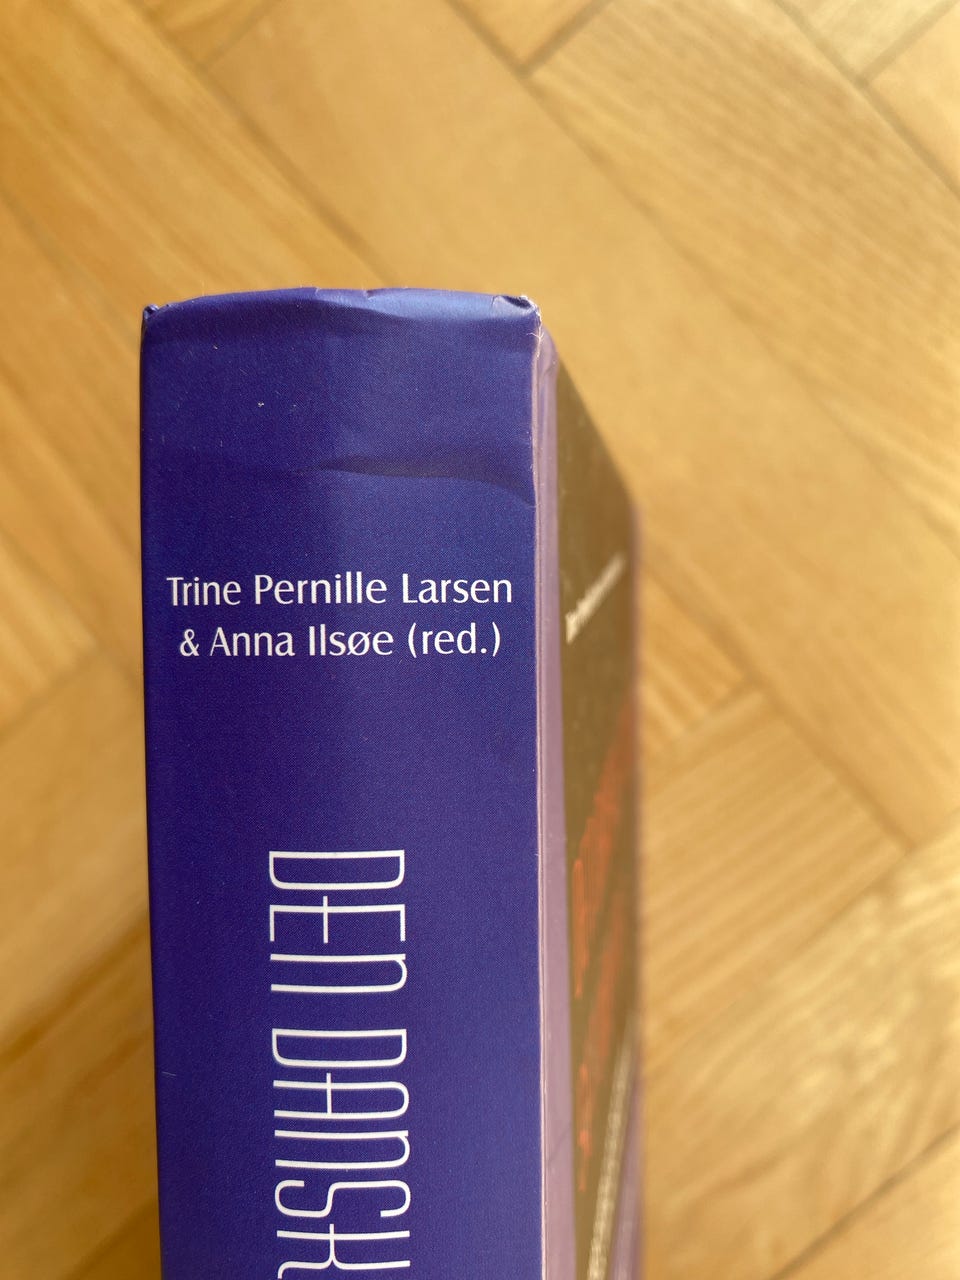 Trine Pernille Larsen
& Anna Ilsøe (red.)
DEN DANSK